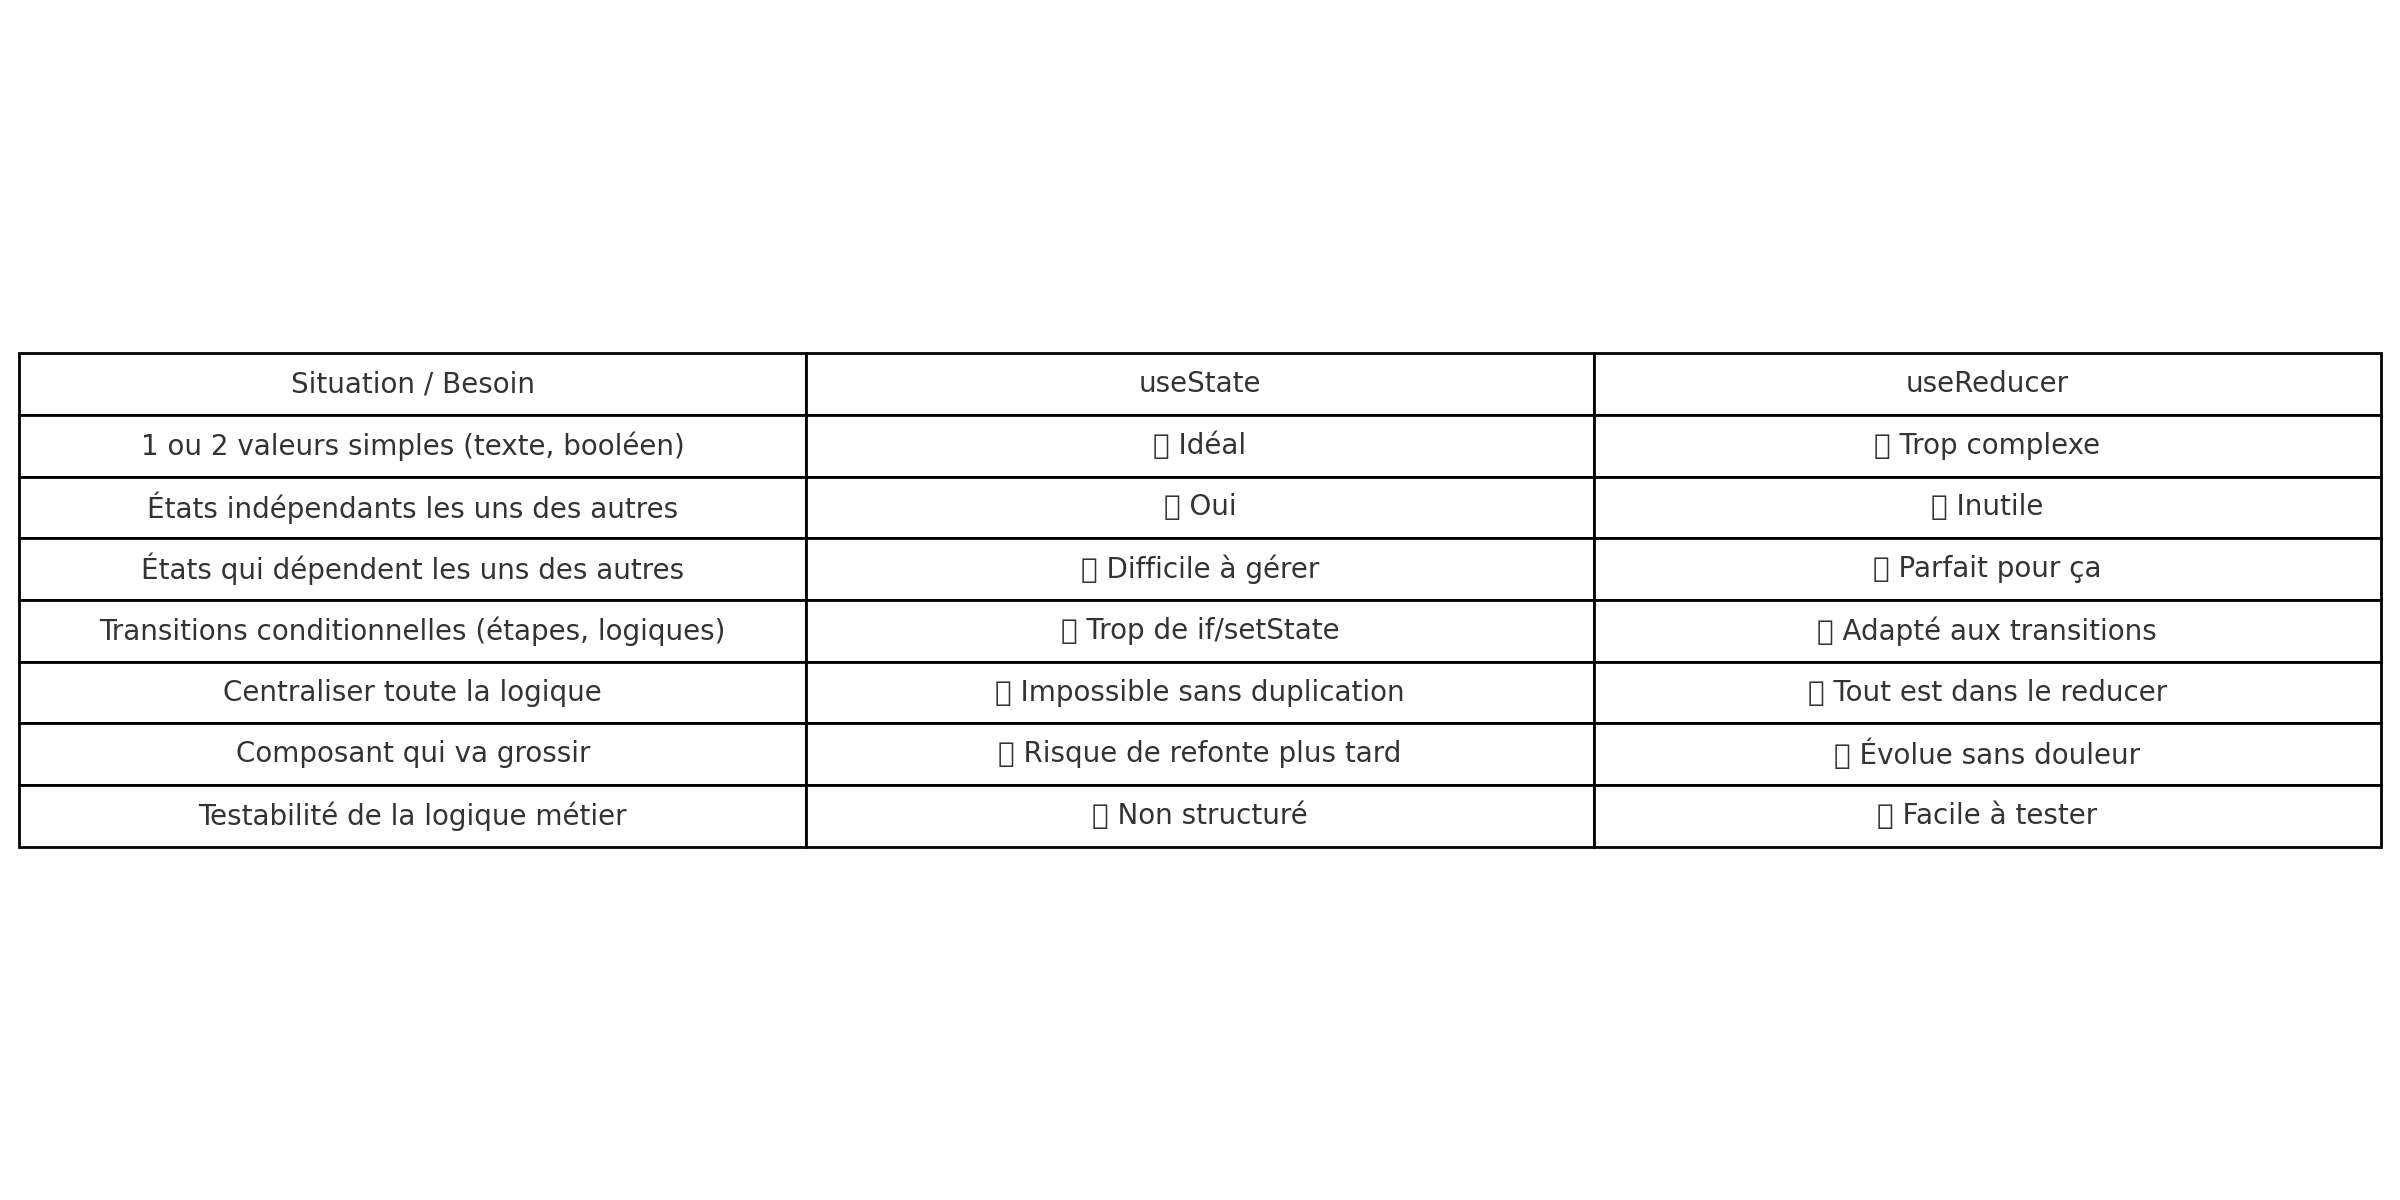 Situation / Besoin useState useReducer
1 ou 2 valeurs simples (texte, booléen) Idéal Trop complexe
États indépendants les uns des autres Oui Inutile
États qui dépendent les uns des autres Difficile à gérer Parfait pour ça
Transitions conditionnelles (étapes, logiques) Trop de if/setState Adapté aux transitions
Centraliser toute la logique Impossible sans duplication Tout est dans le reducer
Composant qui va grossir Risque de refonte plus tard Évolue sans douleur
Testabilité de la logique métier Non structuré Facile à tester